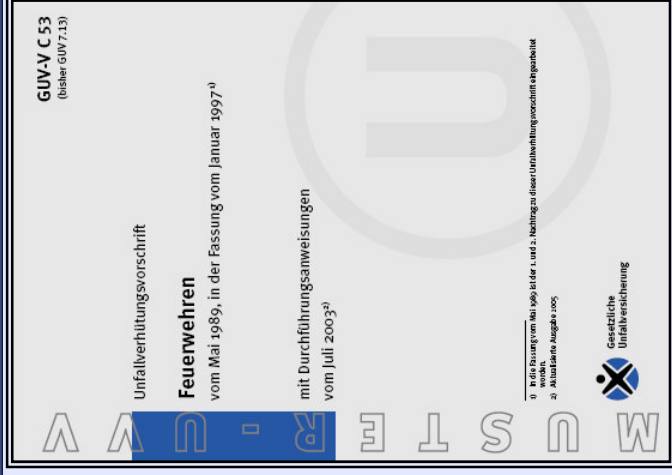 GUV-V C 53
(bisher GUV 7.13)
Unfallverhütungsvorschrift
Feuerwehren
vom Mai 1989, in der Fassung vom Januar 1997¹⁾
mit Durchführungsanweisungen
vom Juli 2003²⁾
1) In die Fassung vom Mai 1989 ist der 1. und 2. Nachtrag zu dieser Unfallverhütungsvorschrift eingearbeitet
worden.
2) Aktualisierte Ausgabe 2005
Gesetzliche
Unfallversicherung
MUSTER-UVV